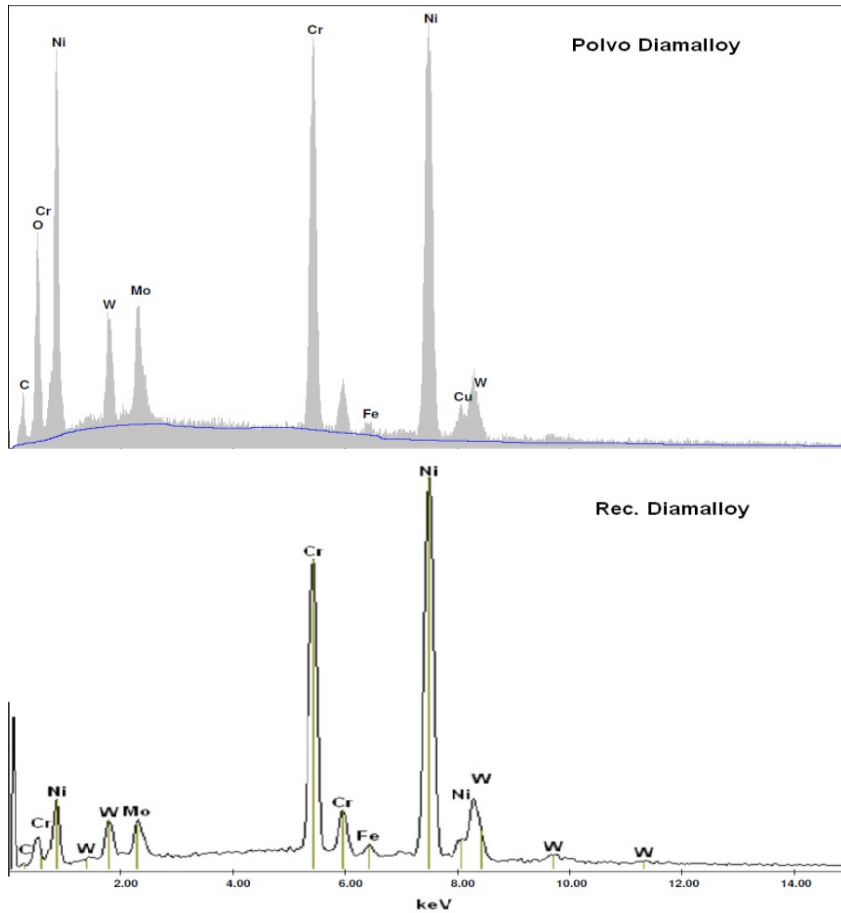 Polvo Diamalloy
Cr
Ni
Ni
Cr
O
Mo
W
C
W
Cu
Fe
Ni
Rec. Diamalloy
Cr
Ni
W
Cr
Ni
Cr
W
Mo
Fe
C
W
W
W
2.00 4.00 6.00 8.00 10.00 12.00 14.00
keV